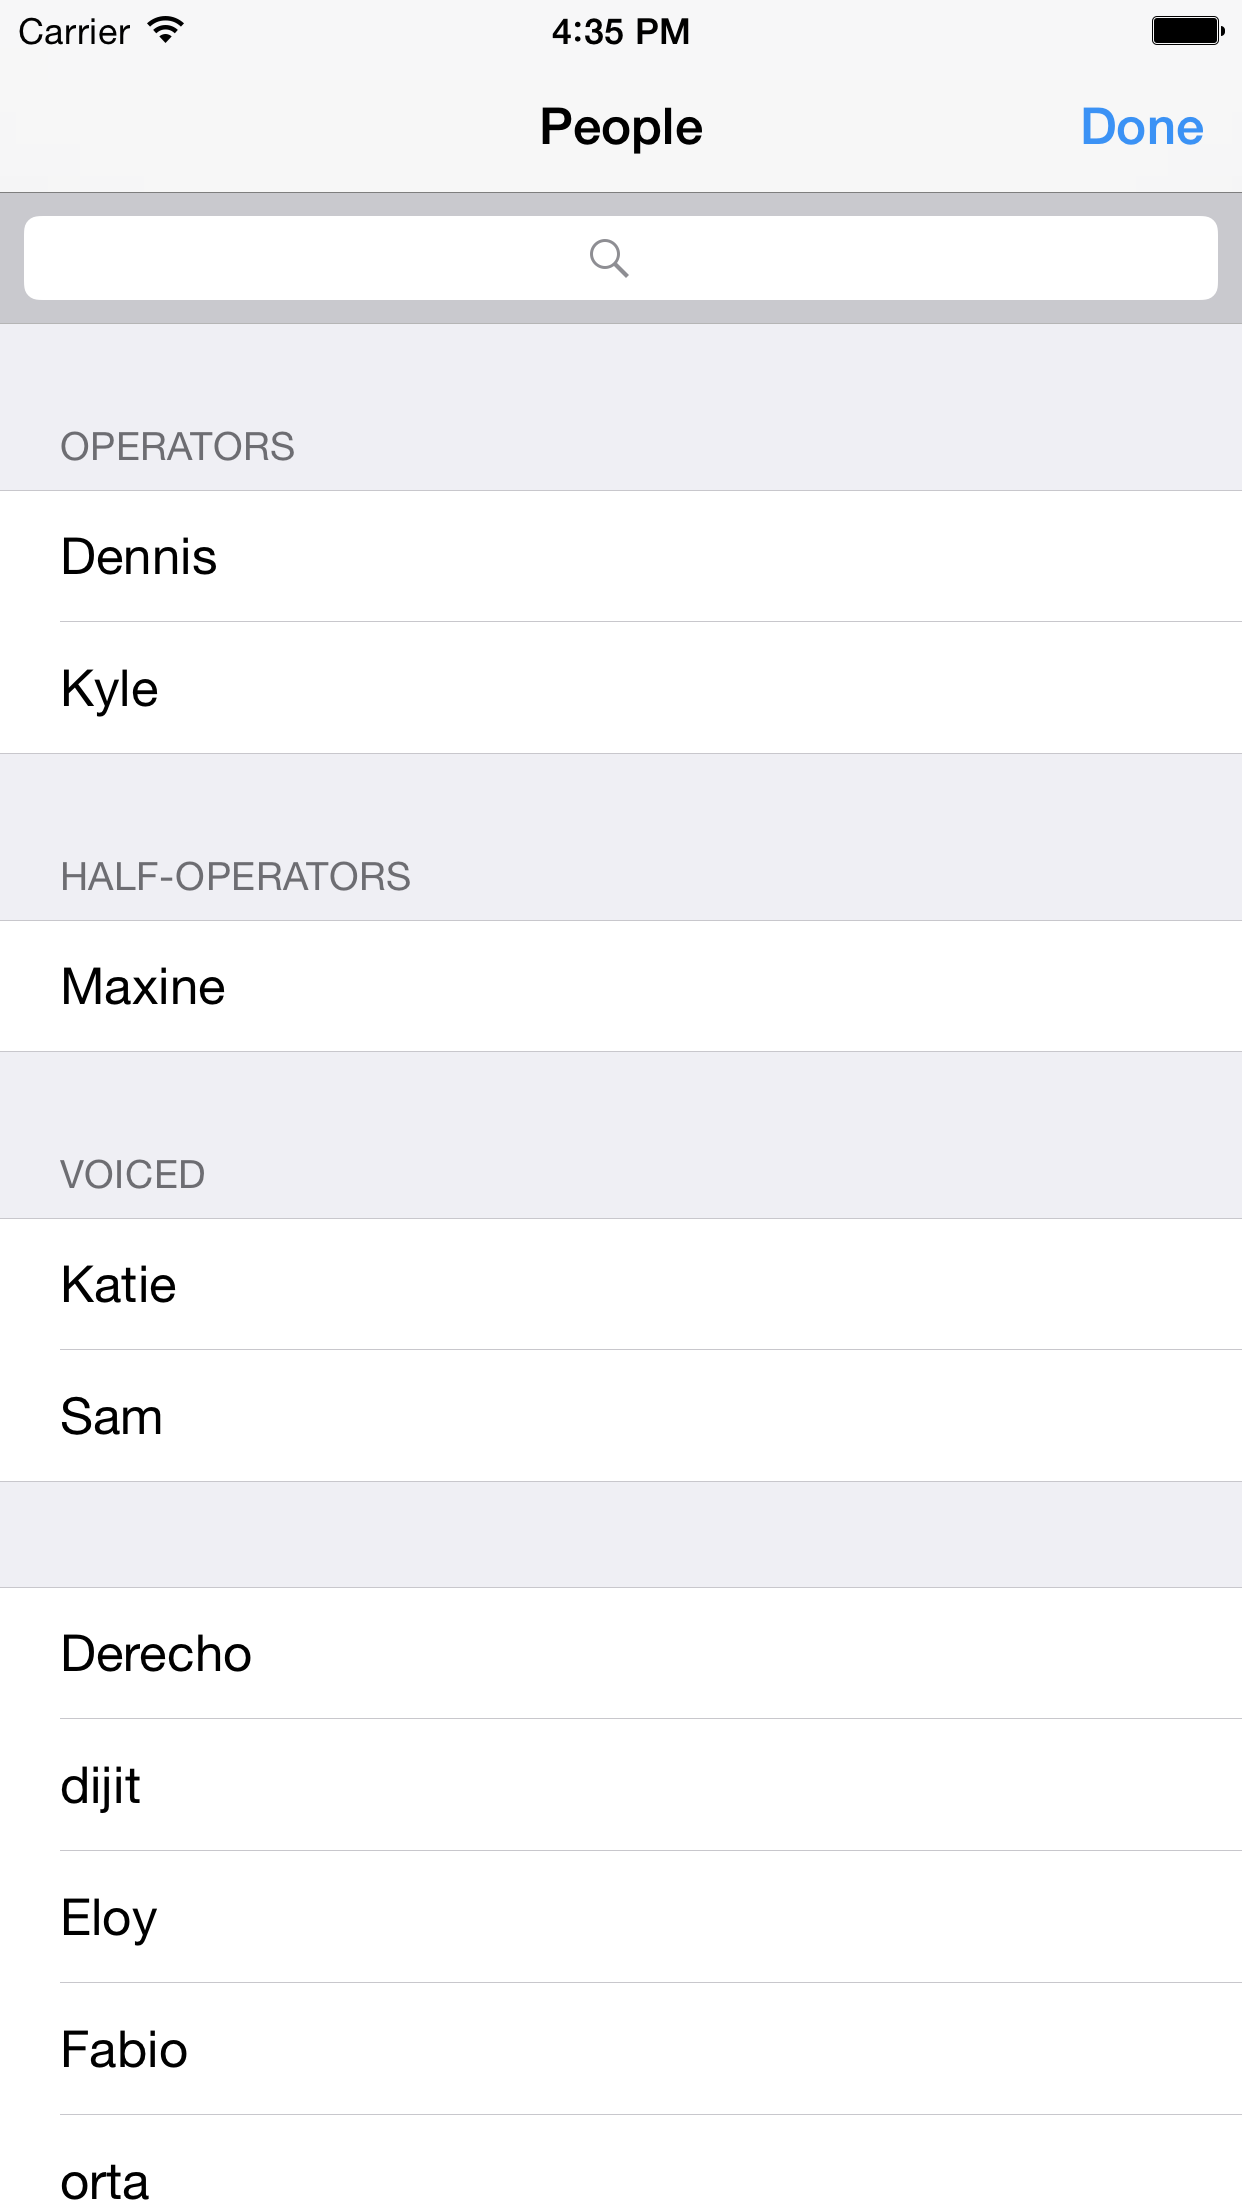 Carrier 4:35 PM
People Done
OPERATORS
Dennis
Kyle
HALF-OPERATORS
Maxine
VOICED
Katie
Sam
Derecho
dijit
Eloy
Fabio
orta